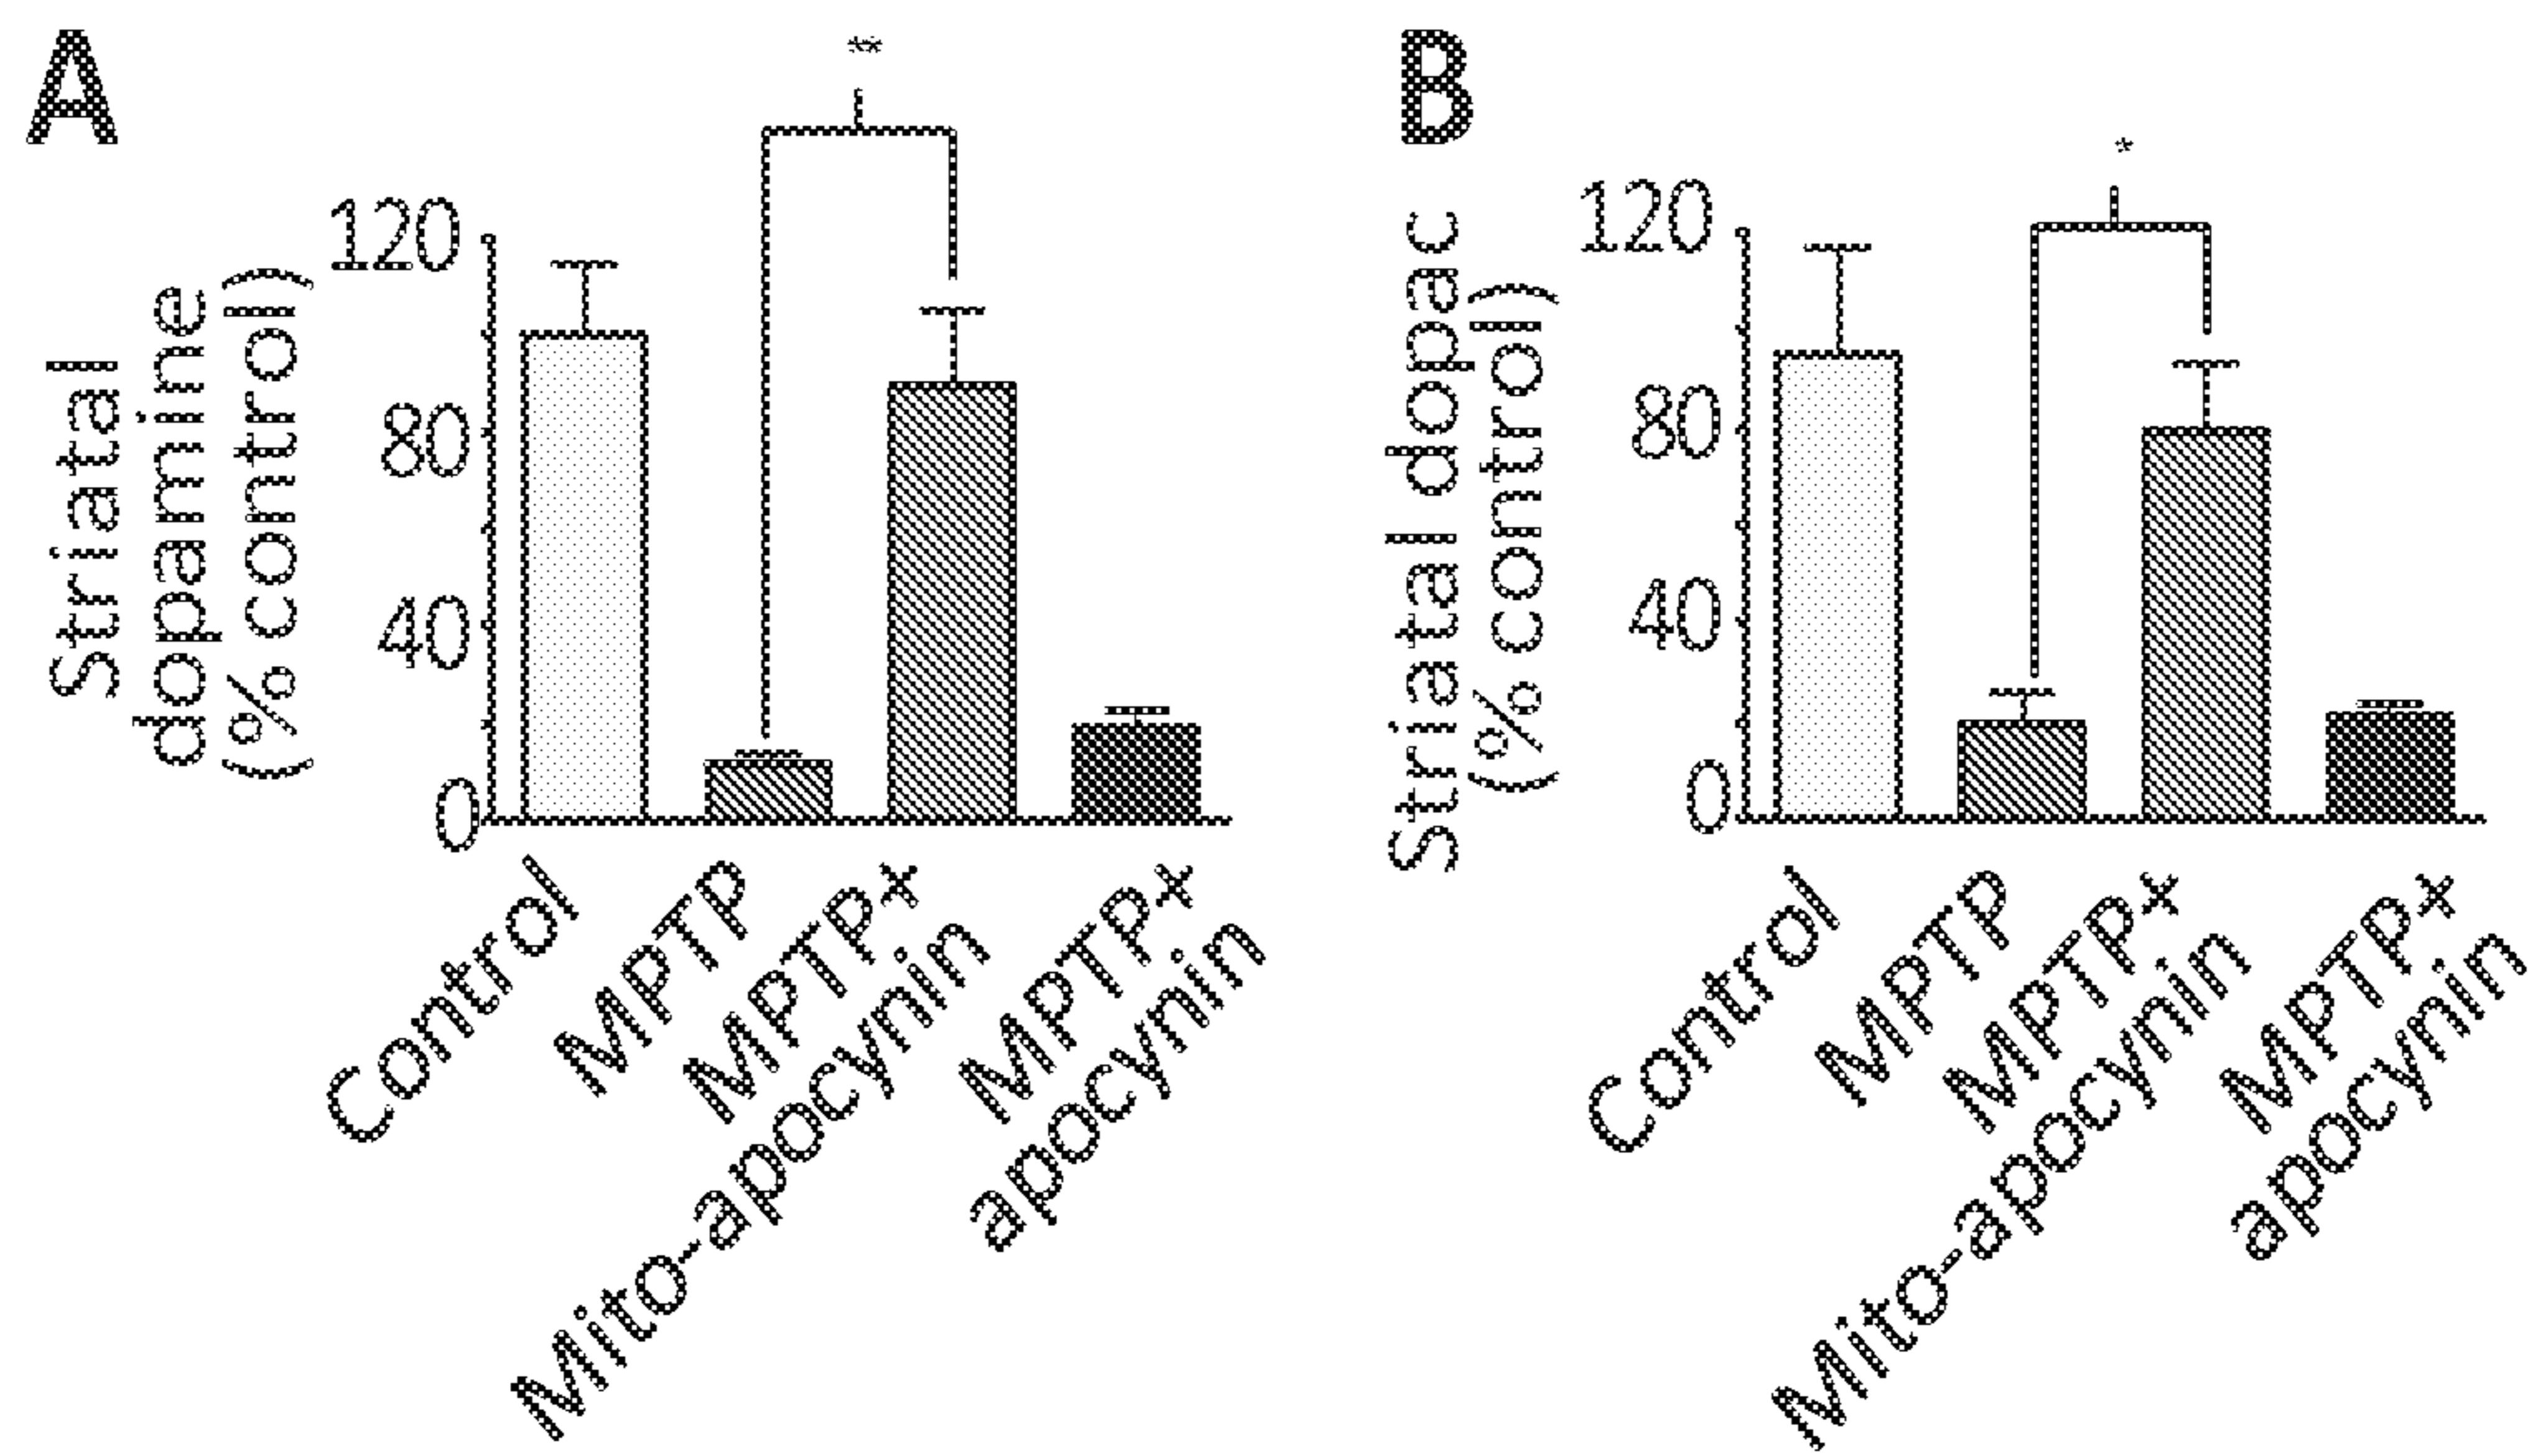 A
**
Striatal
dopamine
(% control)
120
80
40
0
Control
MPTP
MPTP+
Mito-apocynin
MPTP+
apocynin
B
*
Striatal dopac
(% control)
120
80
40
0
Control
MPTP
MPTP+
Mito-apocynin
MPTP+
apocynin